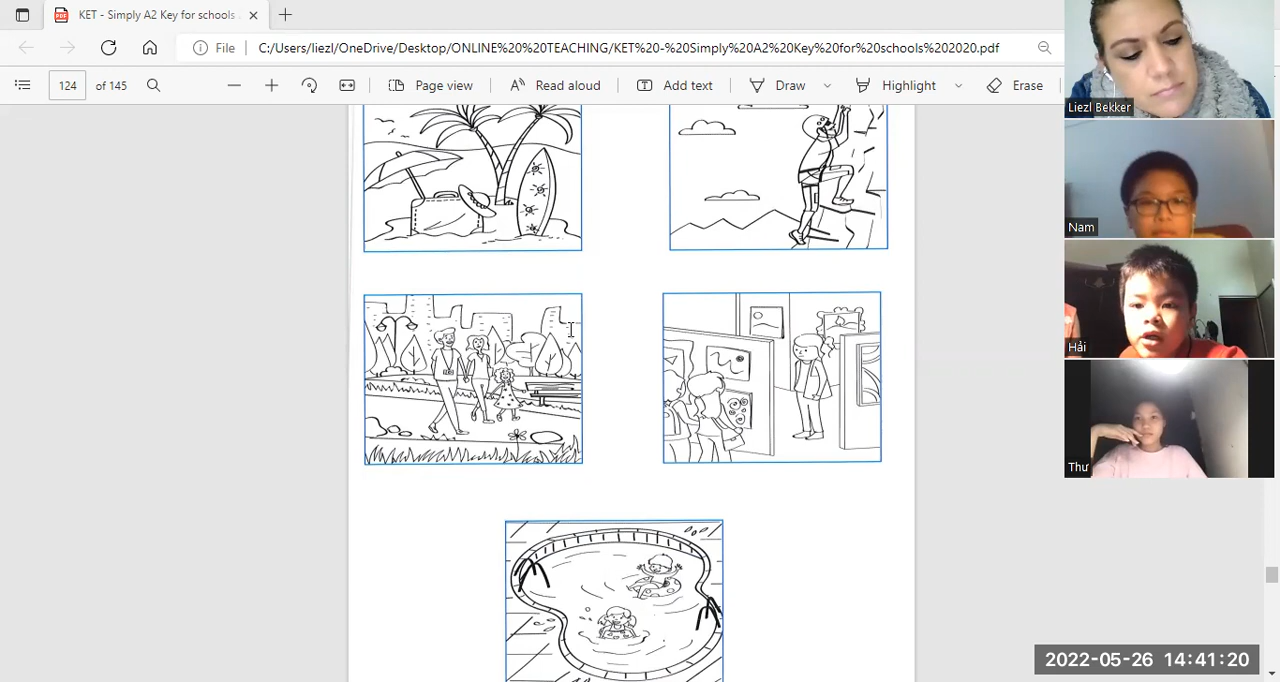 KET - Simply A2 Key for schools
File C:/Users/liezl/OneDrive/Desktop/ONLINE%20%20TEACHING/KET%20-%20Simply%20A2%20Key%20for%20schools%202020.pdf
124 of 145 Page view Read aloud Add text Draw Highlight Erase
Liezl Bekker
Nam
Hải
Thư
2022-05-26 14:41:20